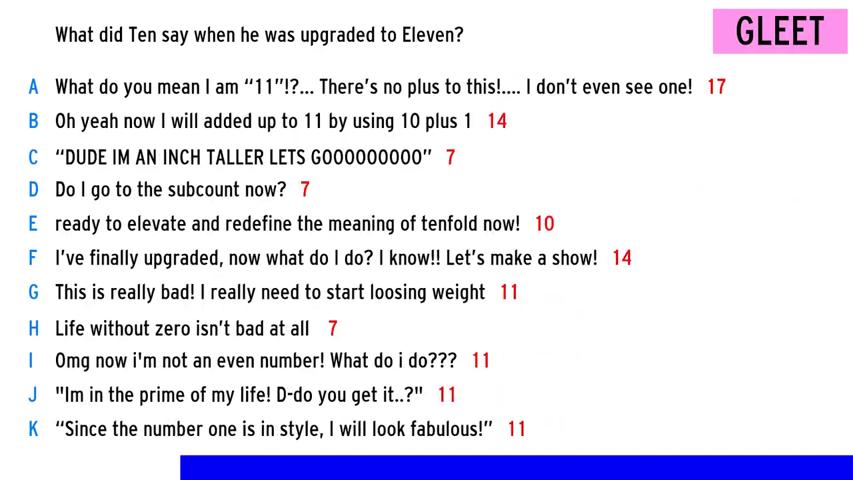 What did Ten say when he was upgraded to Eleven?
GLEET
A What do you mean I am “11”!?... There's no plus to this!.... I don't even see one! 17
B Oh yeah now I will added up to 11 by using 10 plus 1 14
C “DUDE IM AN INCH TALLER LETS GOOOOOOOOO” 7
D Do I go to the subcount now? 7
E ready to elevate and redefine the meaning of tenfold now! 10
F I've finally upgraded, now what do I do? I know!! Let's make a show! 14
G This is really bad! I really need to start loosing weight 11
H Life without zero isn't bad at all 7
I Omg now i'm not an even number! What do i do??? 11
J "Im in the prime of my life! D-do you get it..?" 11
K “Since the number one is in style, I will look fabulous!” 11